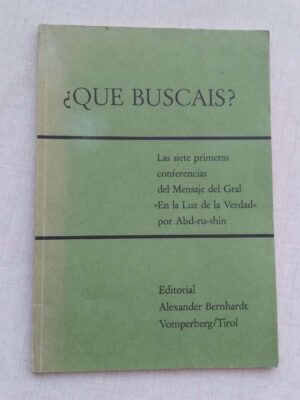 ¿QUE BUSCAIS?
Las siete primeras
conferencias
del Mensaje del Gral
»En la Luz de la Verdad«
por Abd-ru-shin
Editorial
Alexander Bernhardt
Vomperberg/Tirol